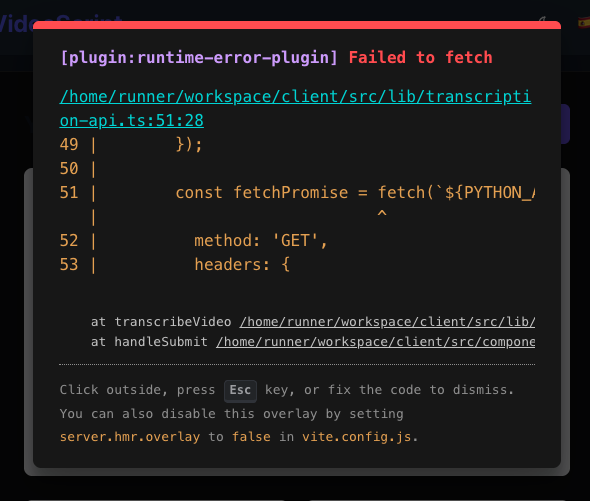 VideoScript
[plugin:runtime-error-plugin] Failed to fetch
/home/runner/workspace/client/src/lib/transcripti
on-api.ts:51:28
49 |        });
50 |
51 |        const fetchPromise = fetch(`${PYTHON_A
   |                             ^
52 |          method: 'GET',
53 |          headers: {
at transcribeVideo /home/runner/workspace/client/src/lib/
at handleSubmit /home/runner/workspace/client/src/compone
Click outside, press Esc key, or fix the code to dismiss.
You can also disable this overlay by setting
server.hmr.overlay to false in vite.config.js.